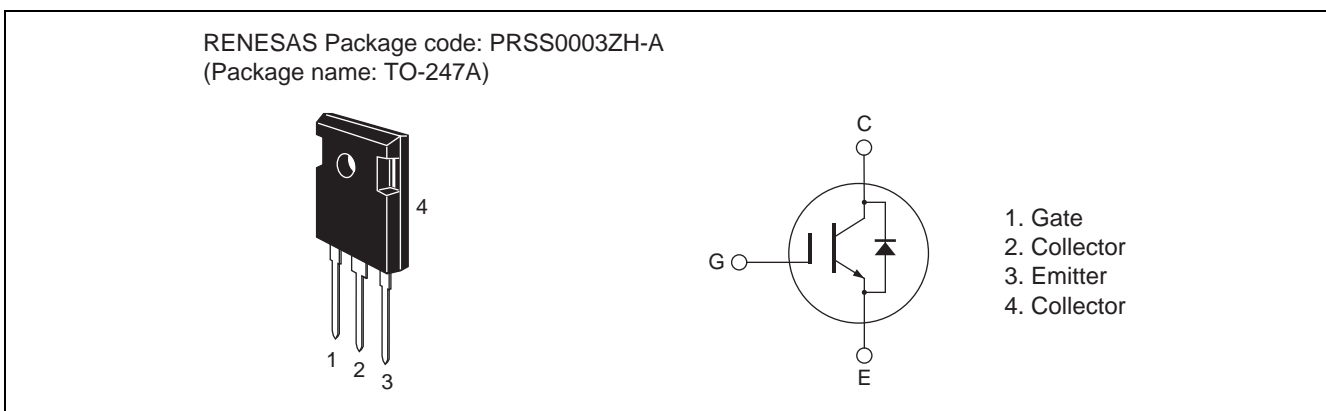 RENESAS Package code: PRSS0003ZH-A
(Package name: TO-247A)
4
1
2
3
C
G
E
1. Gate
2. Collector
3. Emitter
4. Collector